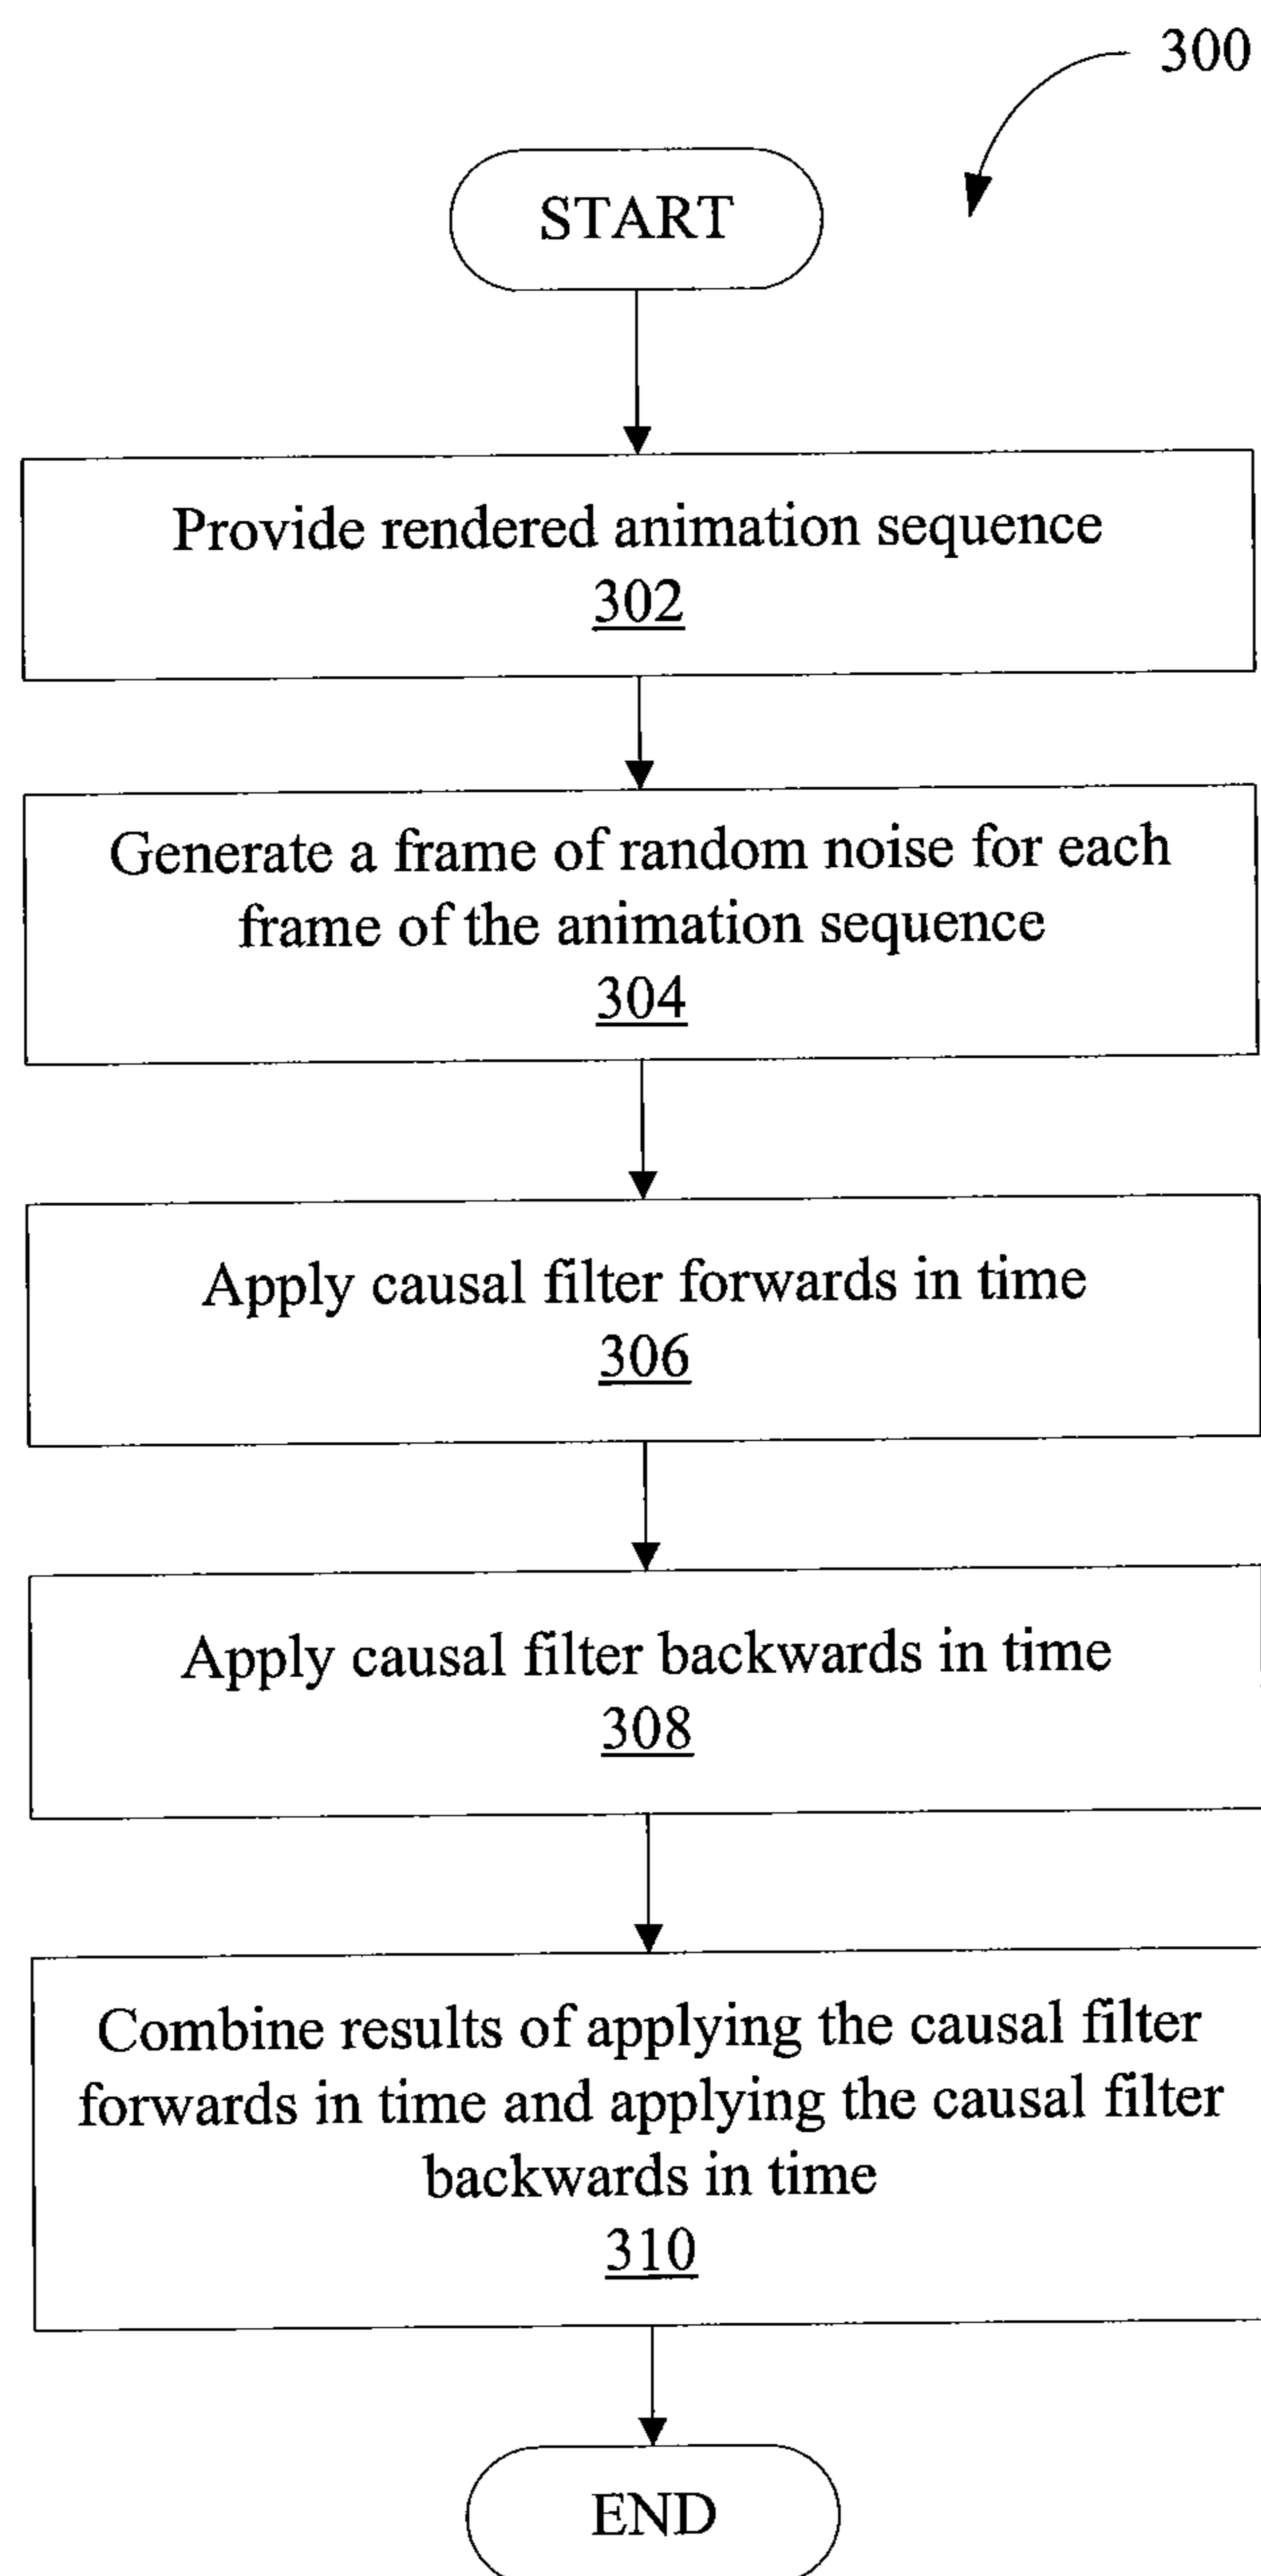 300
START
Provide rendered animation sequence
302
Generate a frame of random noise for each
frame of the animation sequence
304
Apply causal filter forwards in time
306
Apply causal filter backwards in time
308
Combine results of applying the causal filter
forwards in time and applying the causal filter
backwards in time
310
END